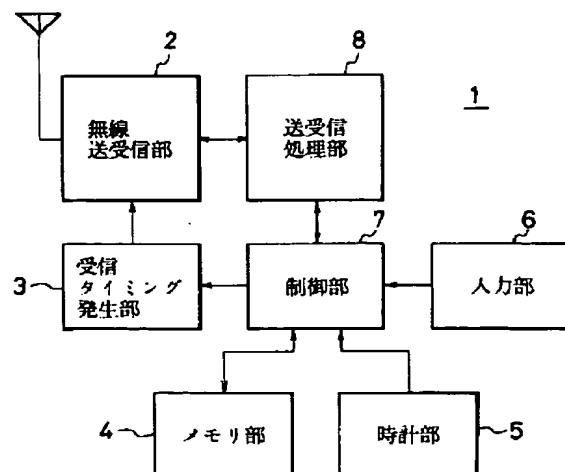 2
8
1
無線
送受信部
送受信
処理部
7
6
3
受信
タイミング
発生部
制御部
入力部
4
メモリ部
時計部
5